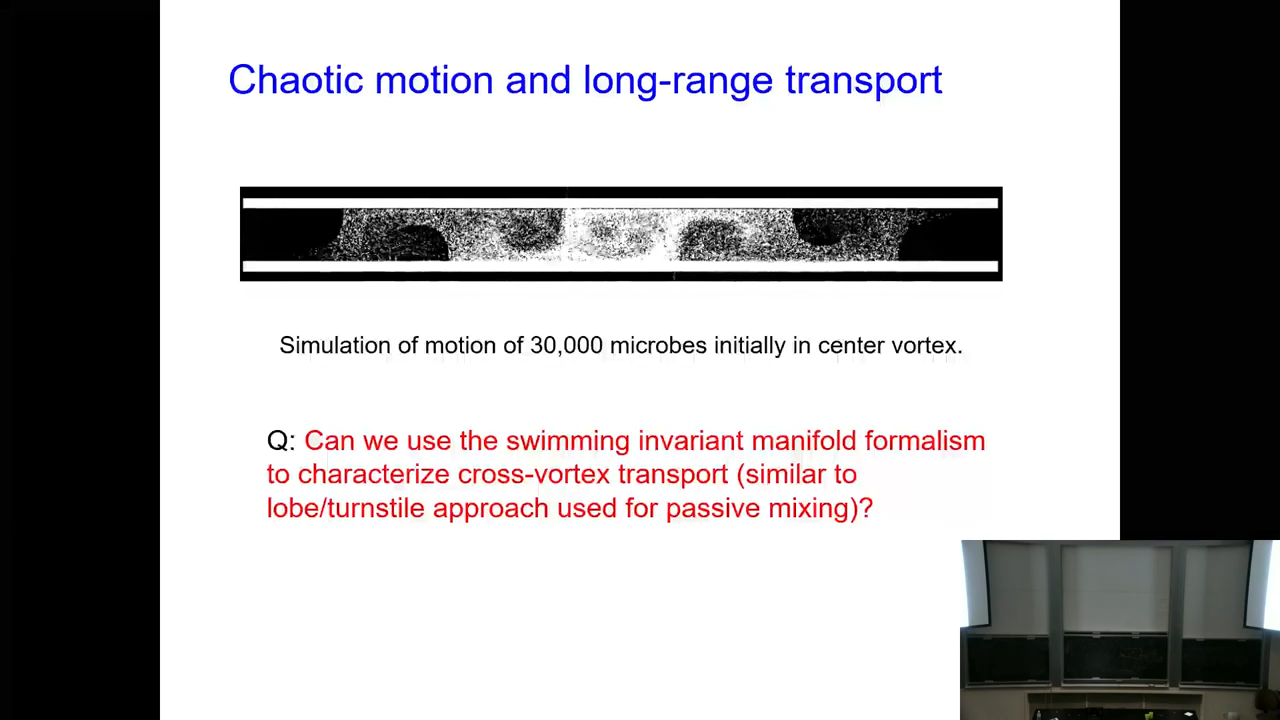 Chaotic motion and long-range transport
Simulation of motion of 30,000 microbes initially in center vortex.
Q: Can we use the swimming invariant manifold formalism
to characterize cross-vortex transport (similar to
lobe/turnstile approach used for passive mixing)?